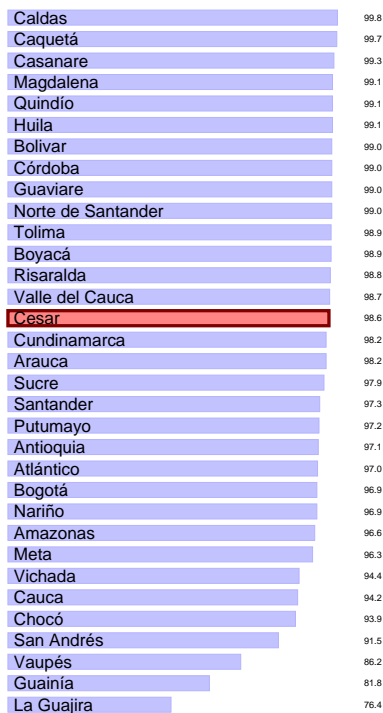 Caldas 99.8
Caquetá 99.7
Casanare 99.3
Magdalena 99.1
Quindío 99.1
Huila 99.1
Bolivar 99.0
Córdoba 99.0
Guaviare 99.0
Norte de Santander 99.0
Tolima 98.9
Boyacá 98.9
Risaralda 98.8
Valle del Cauca 98.7
Cesar 98.6
Cundinamarca 98.2
Arauca 98.2
Sucre 97.9
Santander 97.3
Putumayo 97.2
Antioquia 97.1
Atlántico 97.0
Bogotá 96.9
Nariño 96.9
Amazonas 96.6
Meta 96.3
Vichada 94.4
Cauca 94.2
Chocó 93.9
San Andrés 91.5
Vaupés 86.2
Guainía 81.8
La Guajira 76.4